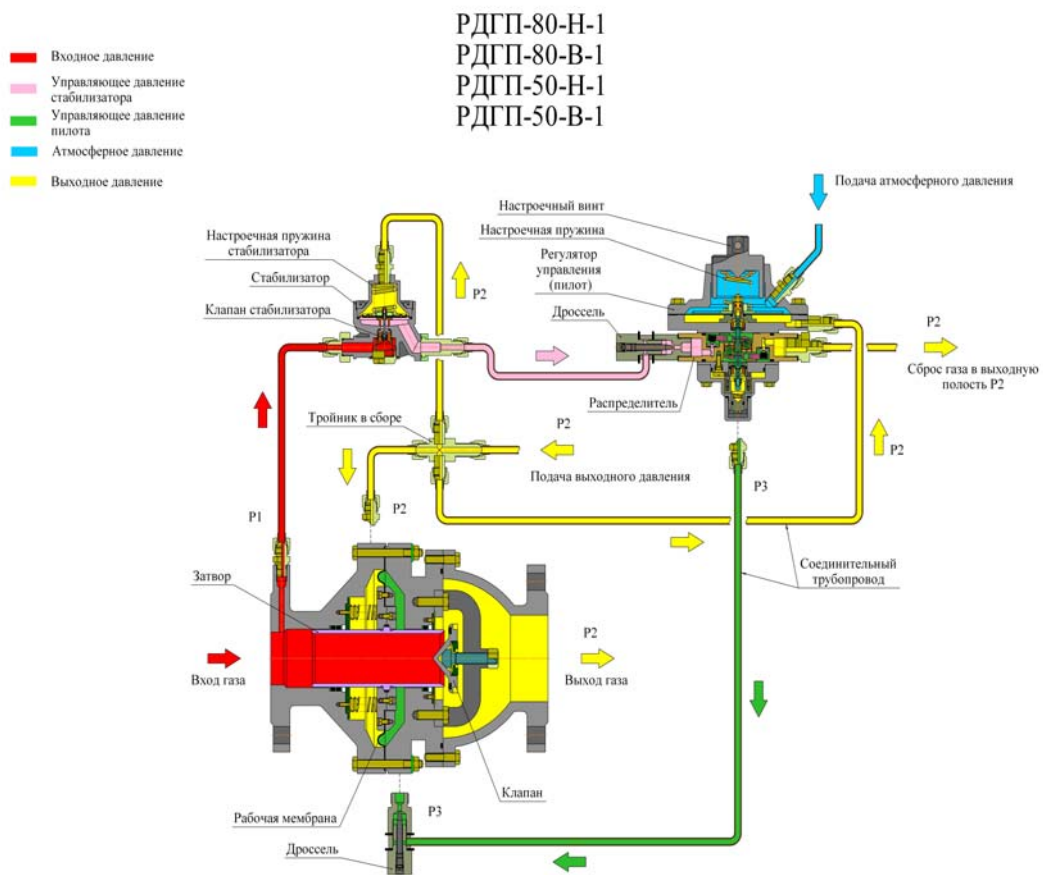 РДГП-80-Н-1
РДГП-80-В-1
РДГП-50-Н-1
РДГП-50-В-1
Входное давление
Управляющее давление
стабилизатора
Управляющее давление
пилота
Атмосферное давление
Выходное давление
Подача атмосферного давления
Настроечный винт
Настроечная пружина
Регулятор
управления
(пилот)
Дроссель
Настроечная пружина
стабилизатора
Стабилизатор
Клапан стабилизатора
P2
P2
Сброс газа в выходную
полость P2
Распределитель
Тройник в сборе
P2
P2
Подача выходного давления
P2
P3
P1
Соединительный
трубопровод
Затвор
P2
Вход газа
Выход газа
Клапан
P3
Рабочая мембрана
Дроссель